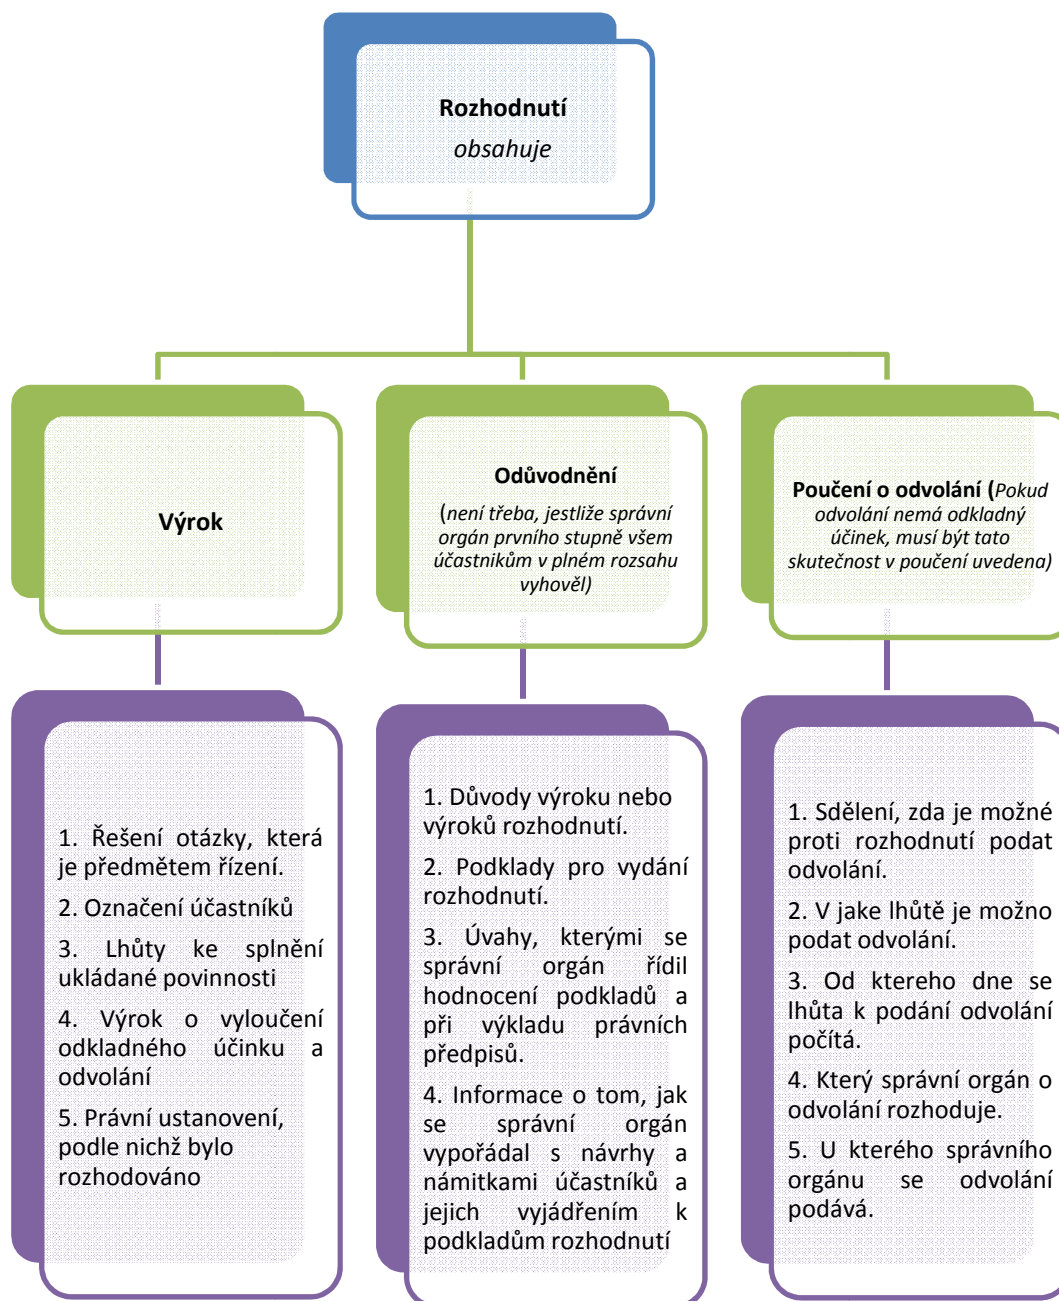 Rozhodnutí
obsahuje
Výrok
Odůvodnění
(není třeba, jestliže správní
orgán prvního stupně všem
účastnikům v plném rozsahu
vyhověl)
Poučení o odvolání (Pokud
odvolání nemá odkladný
účinek, musí být tato
skutečnost v poučení uvedena)
1. Řešení otázky, která
je předmětem řízení.
2. Označení účastníků
3. Lhůty ke splnění
ukládané povinnosti
4. Výrok o vyloučení
odkladného účinku a
odvolání
5. Právní ustanovení,
podle nichž bylo
rozhodováno
1. Důvody výroku nebo
výroků rozhodnutí.
2. Podklady pro vydání
rozhodnutí.
3. Úvahy, kterými se
správní orgán řídil
hodnocení podkladů a
při výkladu právních
předpisů.
4. Informace o tom, jak
se správní orgán
vypořádal s návrhy a
námitkami účastníků a
jejich vyjádřením k
podkladům rozhodnutí
1. Sdělení, zda je možné
proti rozhodnutí podat
odvolání.
2. V jake lhůtě je možno
podat odvolání.
3. Od ktereho dne se
lhůta k podání odvolání
počítá.
4. Který správní orgán o
odvolání rozhoduje.
5. U kterého správního
orgánu se odvolání
podává.